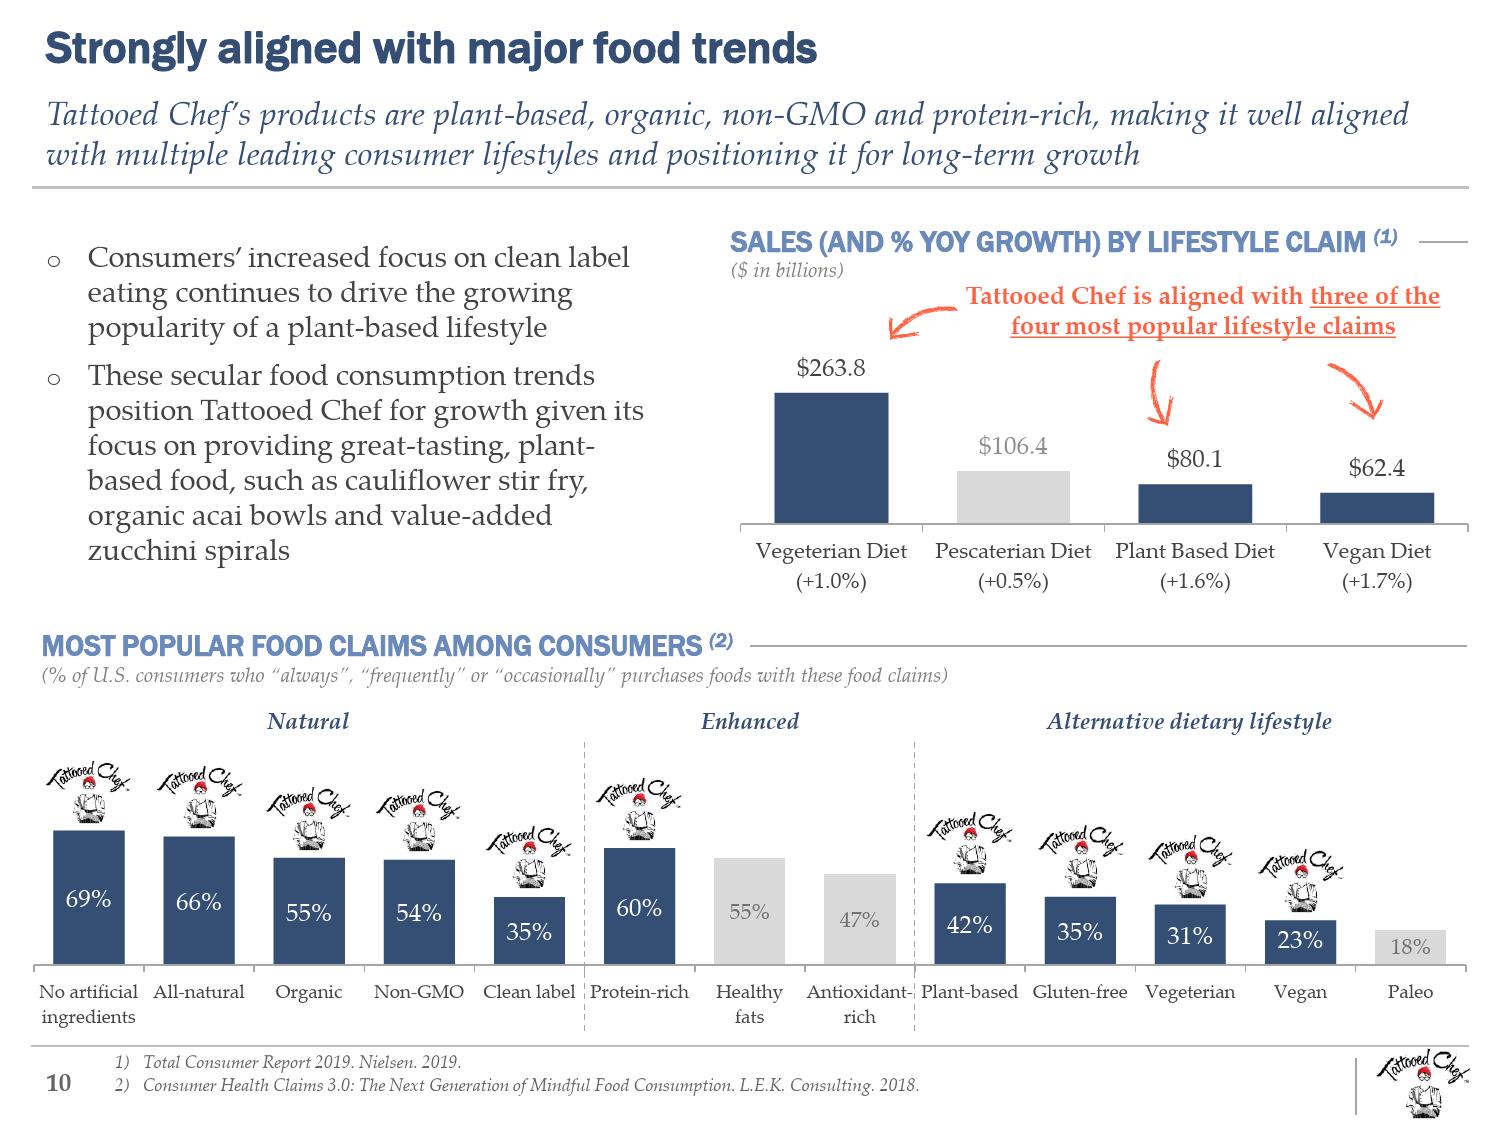 Strongly aligned with major food trends
Tattooed Chef’s products are plant-based, organic, non-GMO and protein-rich, making it well aligned
with multiple leading consumer lifestyles and positioning it for long-term growth
o Consumers’ increased focus on clean label
eating continues to drive the growing
popularity of a plant-based lifestyle
o These secular food consumption trends
position Tattooed Chef for growth given its
focus on providing great-tasting, plant-
based food, such as cauliflower stir fry,
organic acai bowls and value-added
zucchini spirals
SALES (AND % YOY GROWTH) BY LIFESTYLE CLAIM (1)
($ in billions)
Tattooed Chef is aligned with three of the
four most popular lifestyle claims
$263.8
$106.4
$80.1
$62.4
Vegeterian Diet
(+1.0%)
Pescaterian Diet
(+0.5%)
Plant Based Diet
(+1.6%)
Vegan Diet
(+1.7%)
MOST POPULAR FOOD CLAIMS AMONG CONSUMERS (2)
(% of U.S. consumers who “always”, “frequently” or “occasionally” purchases foods with these food claims)
Natural
Enhanced
Alternative dietary lifestyle
Tattooed Chef
Tattooed Chef
Tattooed Chef
Tattooed Chef
Tattooed Chef
Tattooed Chef
Tattooed Chef
Tattooed Chef
Tattooed Chef
Tattooed Chef
69%
66%
55%
54%
35%
60%
55%
47%
42%
35%
31%
23%
18%
No artificial
ingredients
All-natural
Organic
Non-GMO
Clean label
Protein-rich
Healthy
fats
Antioxidant-
rich
Plant-based
Gluten-free
Vegeterian
Vegan
Paleo
10
1) Total Consumer Report 2019. Nielsen. 2019.
2) Consumer Health Claims 3.0: The Next Generation of Mindful Food Consumption. L.E.K. Consulting. 2018.
Tattooed Chef